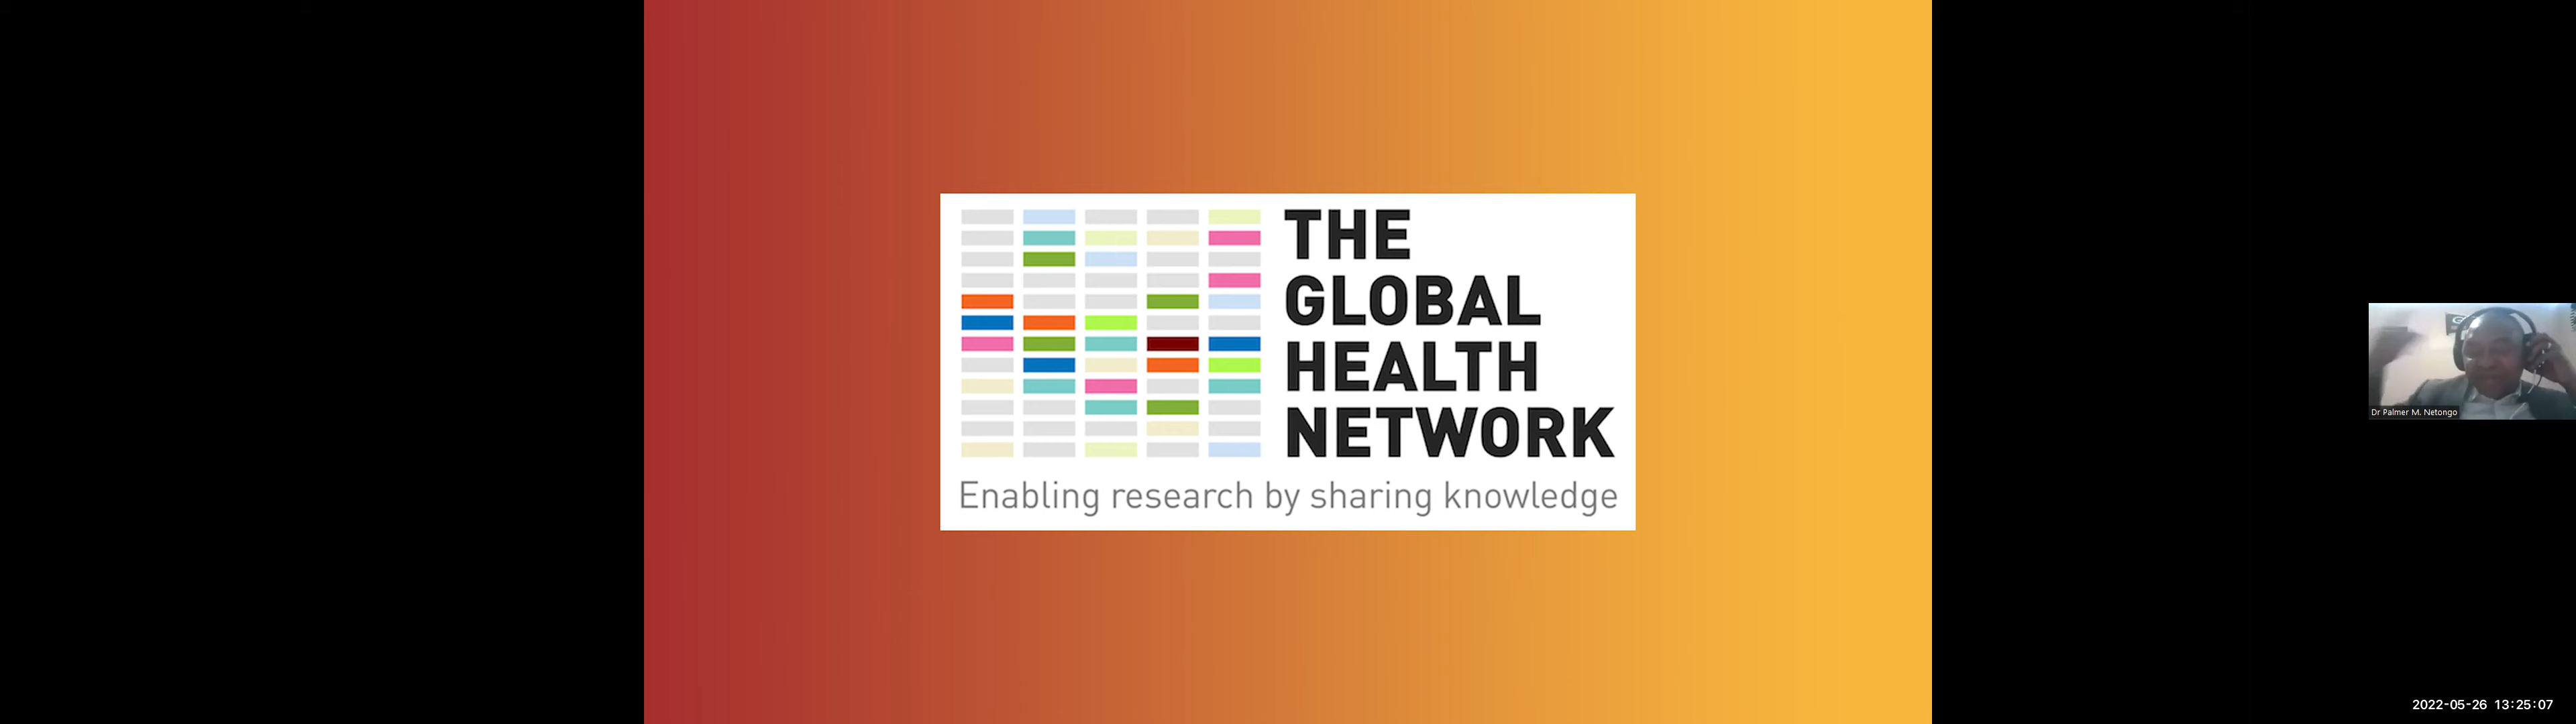 THE
GLOBAL
HEALTH
NETWORK
Enabling research by sharing knowledge
Dr Palmer M. Netongo
2022-05-26 13:25:07